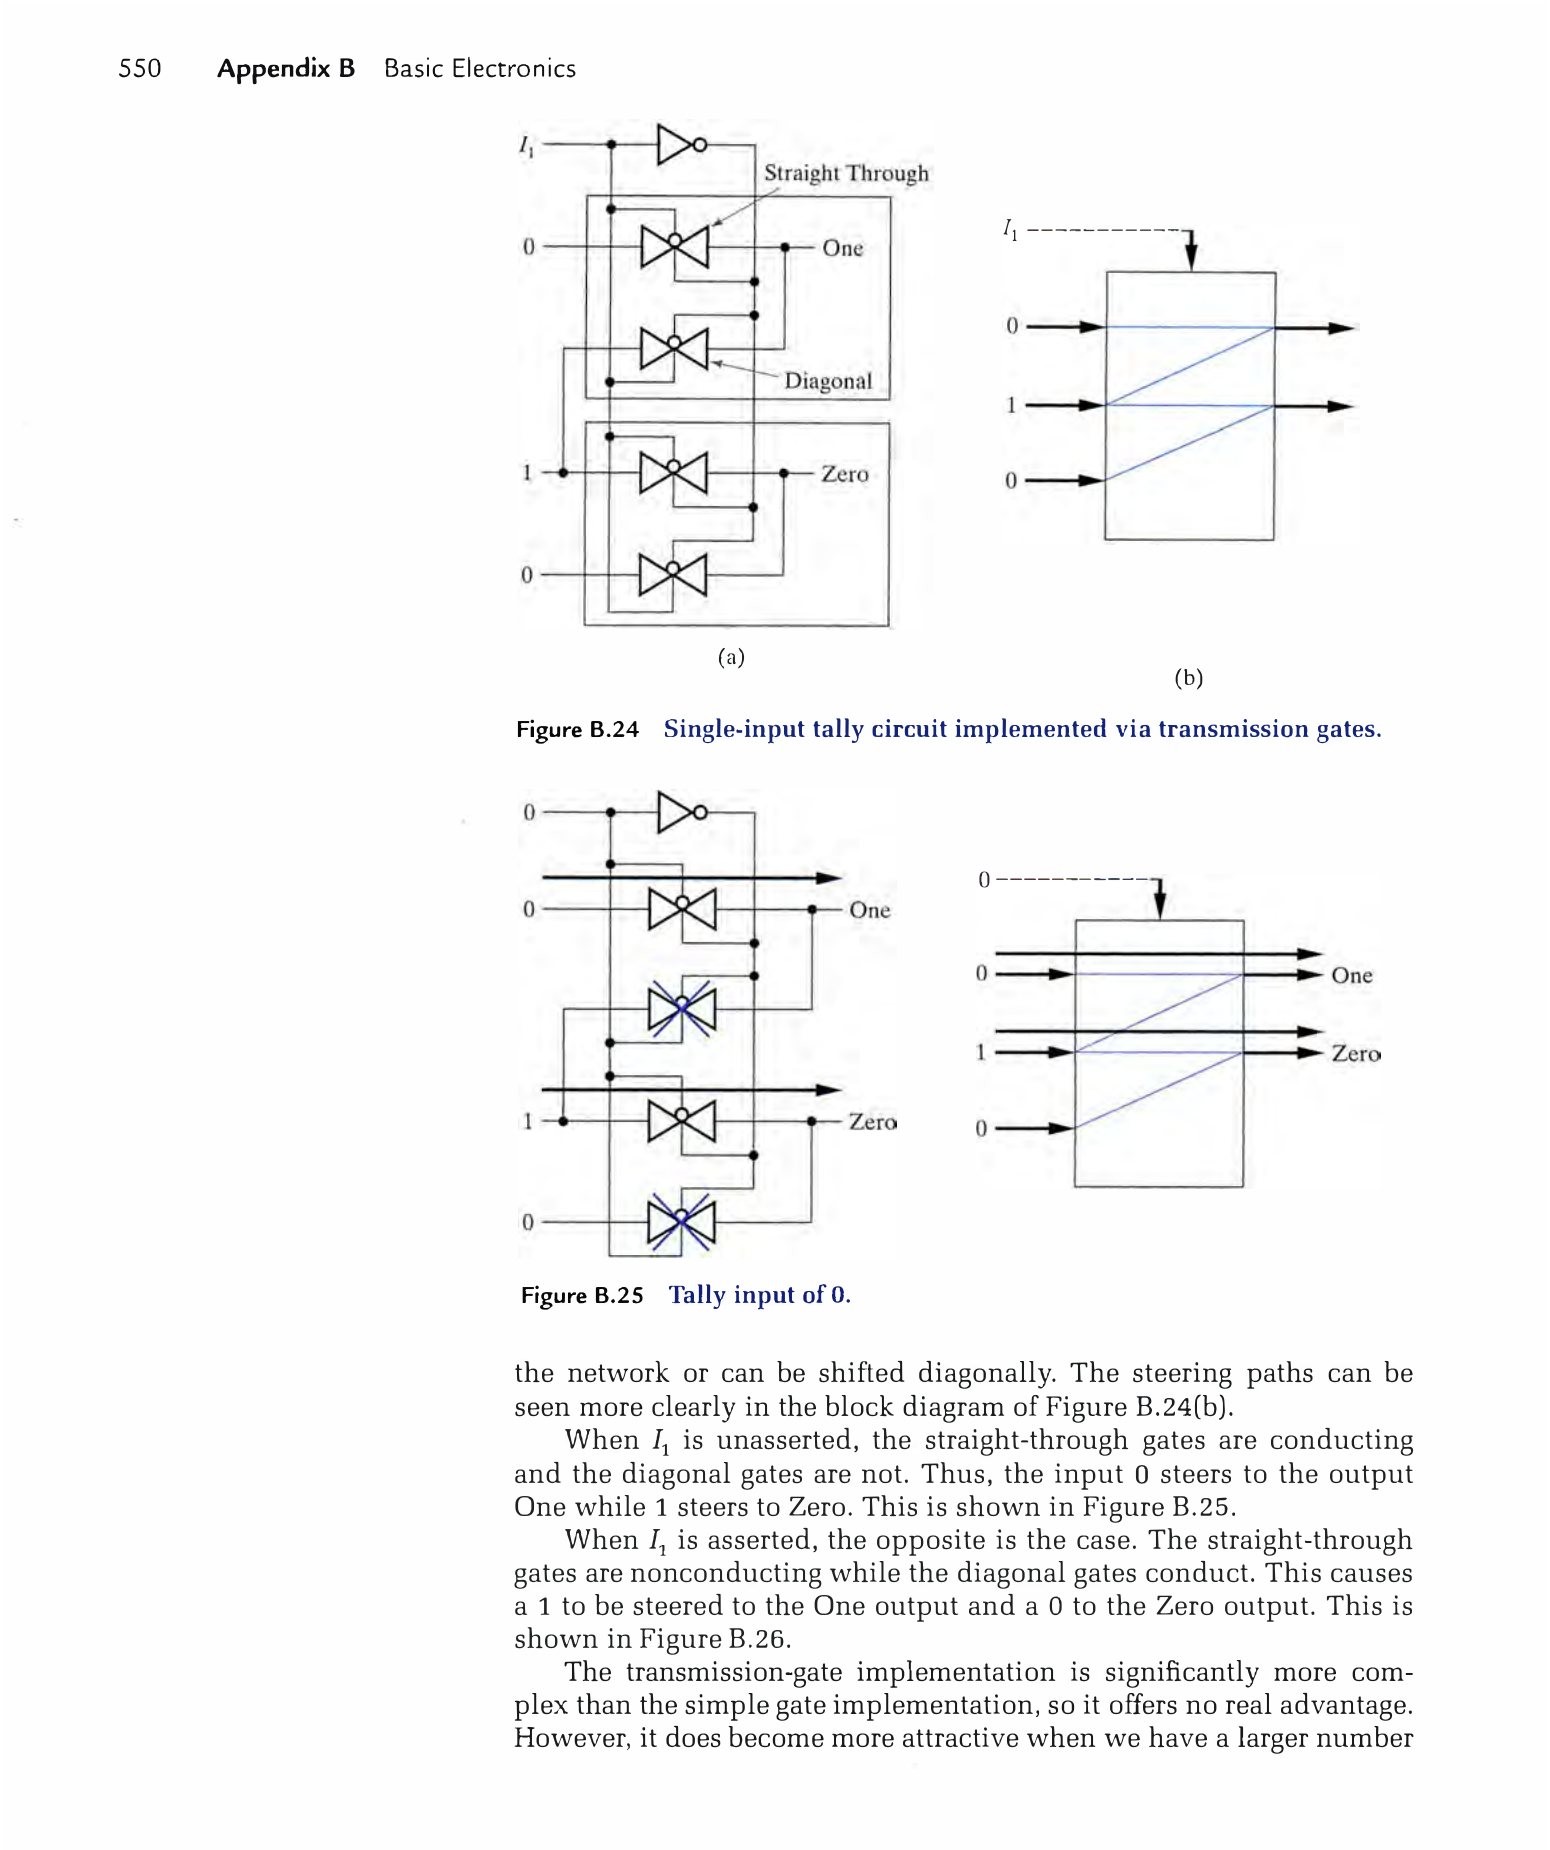 550 Appendix B Basic Electronics
I1
Straight Through
0
One
Diagonal
1
Zero
0
(a)
I1
0
1
0
(b)
Figure B.24 Single-input tally circuit implemented via transmission gates.
0
0
One
1
Zero
0
0
0
One
1
Zero
0
Figure B.25 Tally input of 0.
the network or can be shifted diagonally. The steering paths can be
seen more clearly in the block diagram of Figure B.24(b).
When I1 is unasserted, the straight-through gates are conducting
and the diagonal gates are not. Thus, the input 0 steers to the output
One while 1 steers to Zero. This is shown in Figure B.25.
When I1 is asserted, the opposite is the case. The straight-through
gates are nonconducting while the diagonal gates conduct. This causes
a 1 to be steered to the One output and a 0 to the Zero output. This is
shown in Figure B.26.
The transmission-gate implementation is significantly more com-
plex than the simple gate implementation, so it offers no real advantage.
However, it does become more attractive when we have a larger number